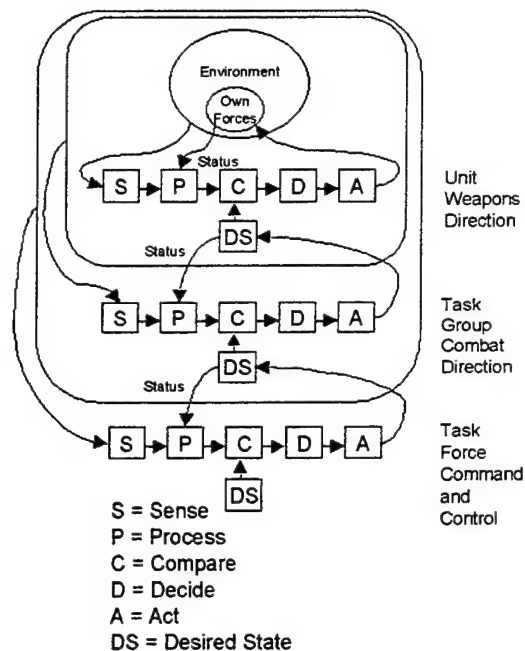 Environment
Own
Forces
Status
S P C D A
DS
Unit
Weapons
Direction
Status
S P C D A
DS
Task
Group
Combat
Direction
Status
S P C D A
DS
Task
Force
Command
and
Control
S = Sense
P = Process
C = Compare
D = Decide
A = Act
DS = Desired State